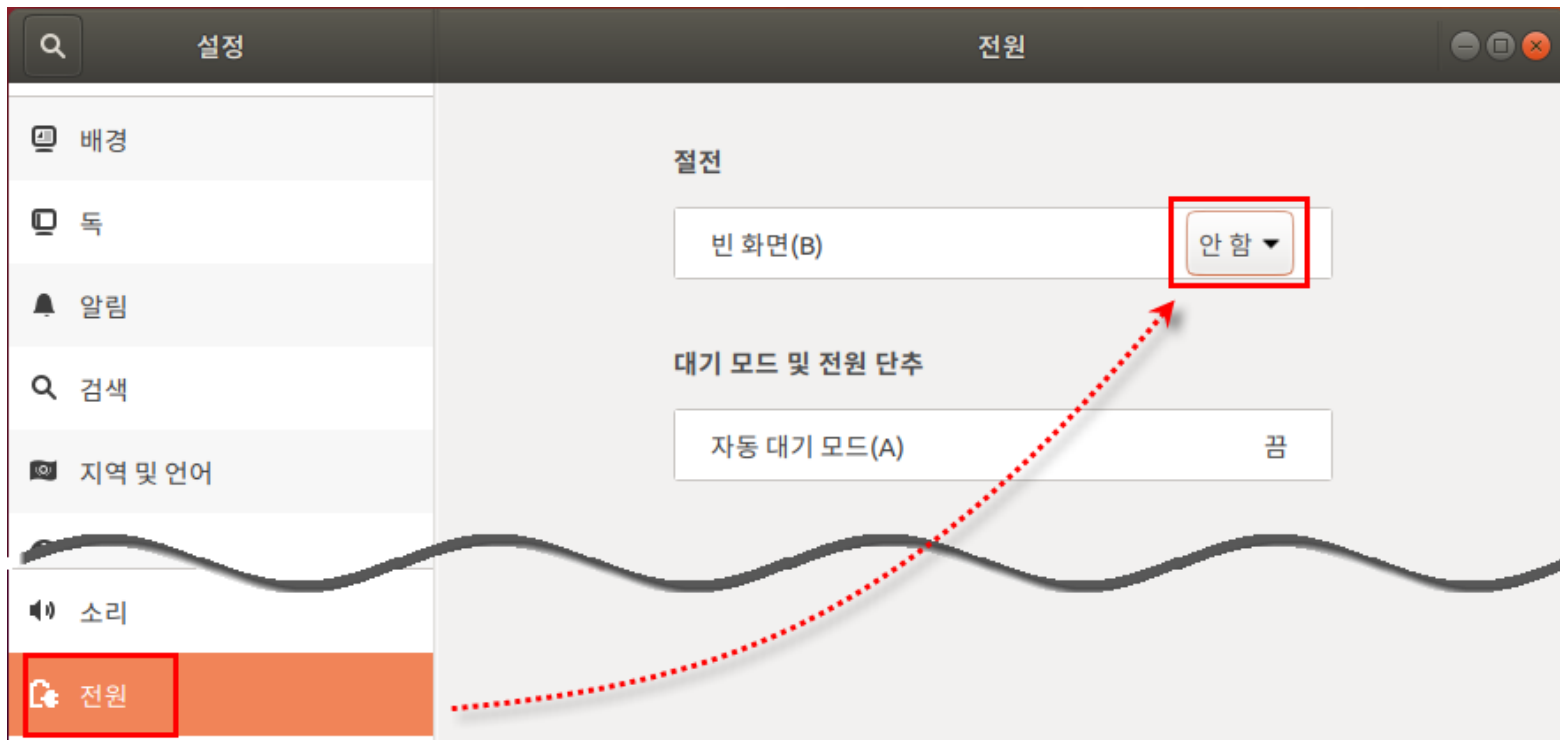 설정
전원
배경
독
알림
검색
지역 및 언어
소리
전원
절전
빈 화면(B) 안 함
대기 모드 및 전원 단추
자동 대기 모드(A) 끔